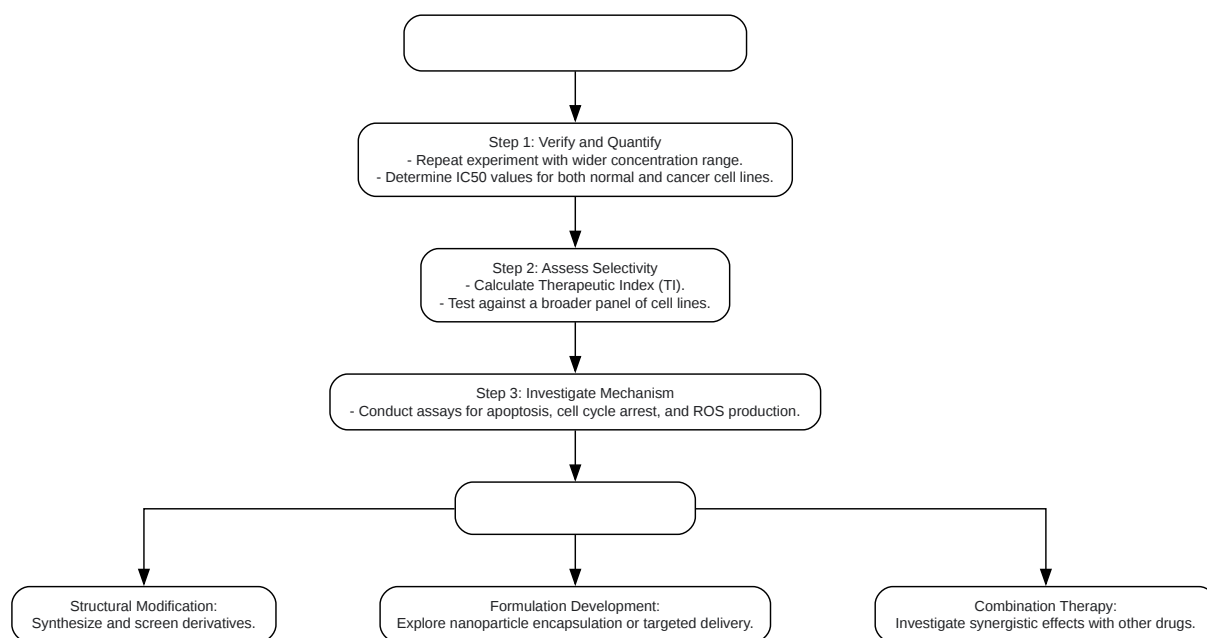 Step 1: Verify and Quantify
- Repeat experiment with wider concentration range.
- Determine IC50 values for both normal and cancer cell lines.
Step 2: Assess Selectivity
- Calculate Therapeutic Index (TI).
- Test against a broader panel of cell lines.
Step 3: Investigate Mechanism
- Conduct assays for apoptosis, cell cycle arrest, and ROS production.
Structural Modification:
Synthesize and screen derivatives.
Formulation Development:
Explore nanoparticle encapsulation or targeted delivery.
Combination Therapy:
Investigate synergistic effects with other drugs.